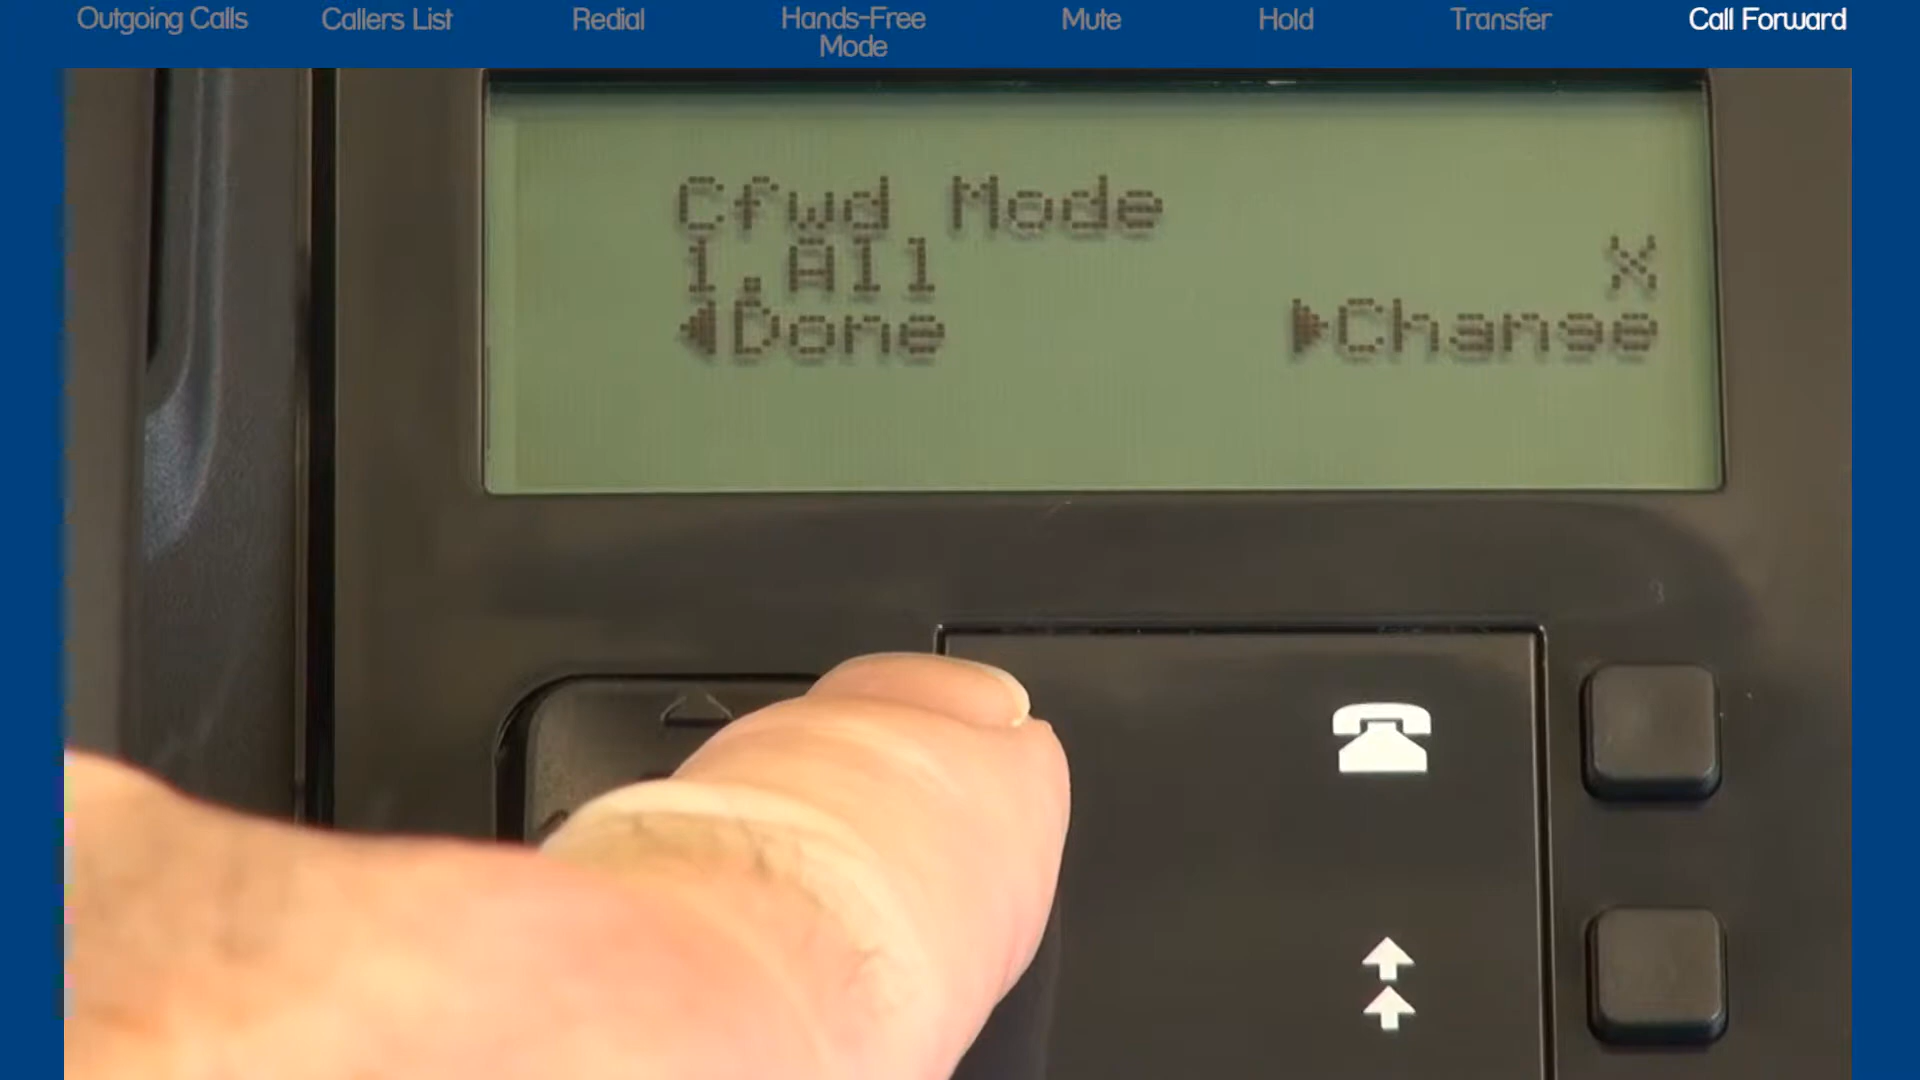 Outgoing Calls
Callers List
Redial
Hands-Free
Mode
Mute
Hold
Transfer
Call Forward
Cfwd Mode
1.All X
Done Change